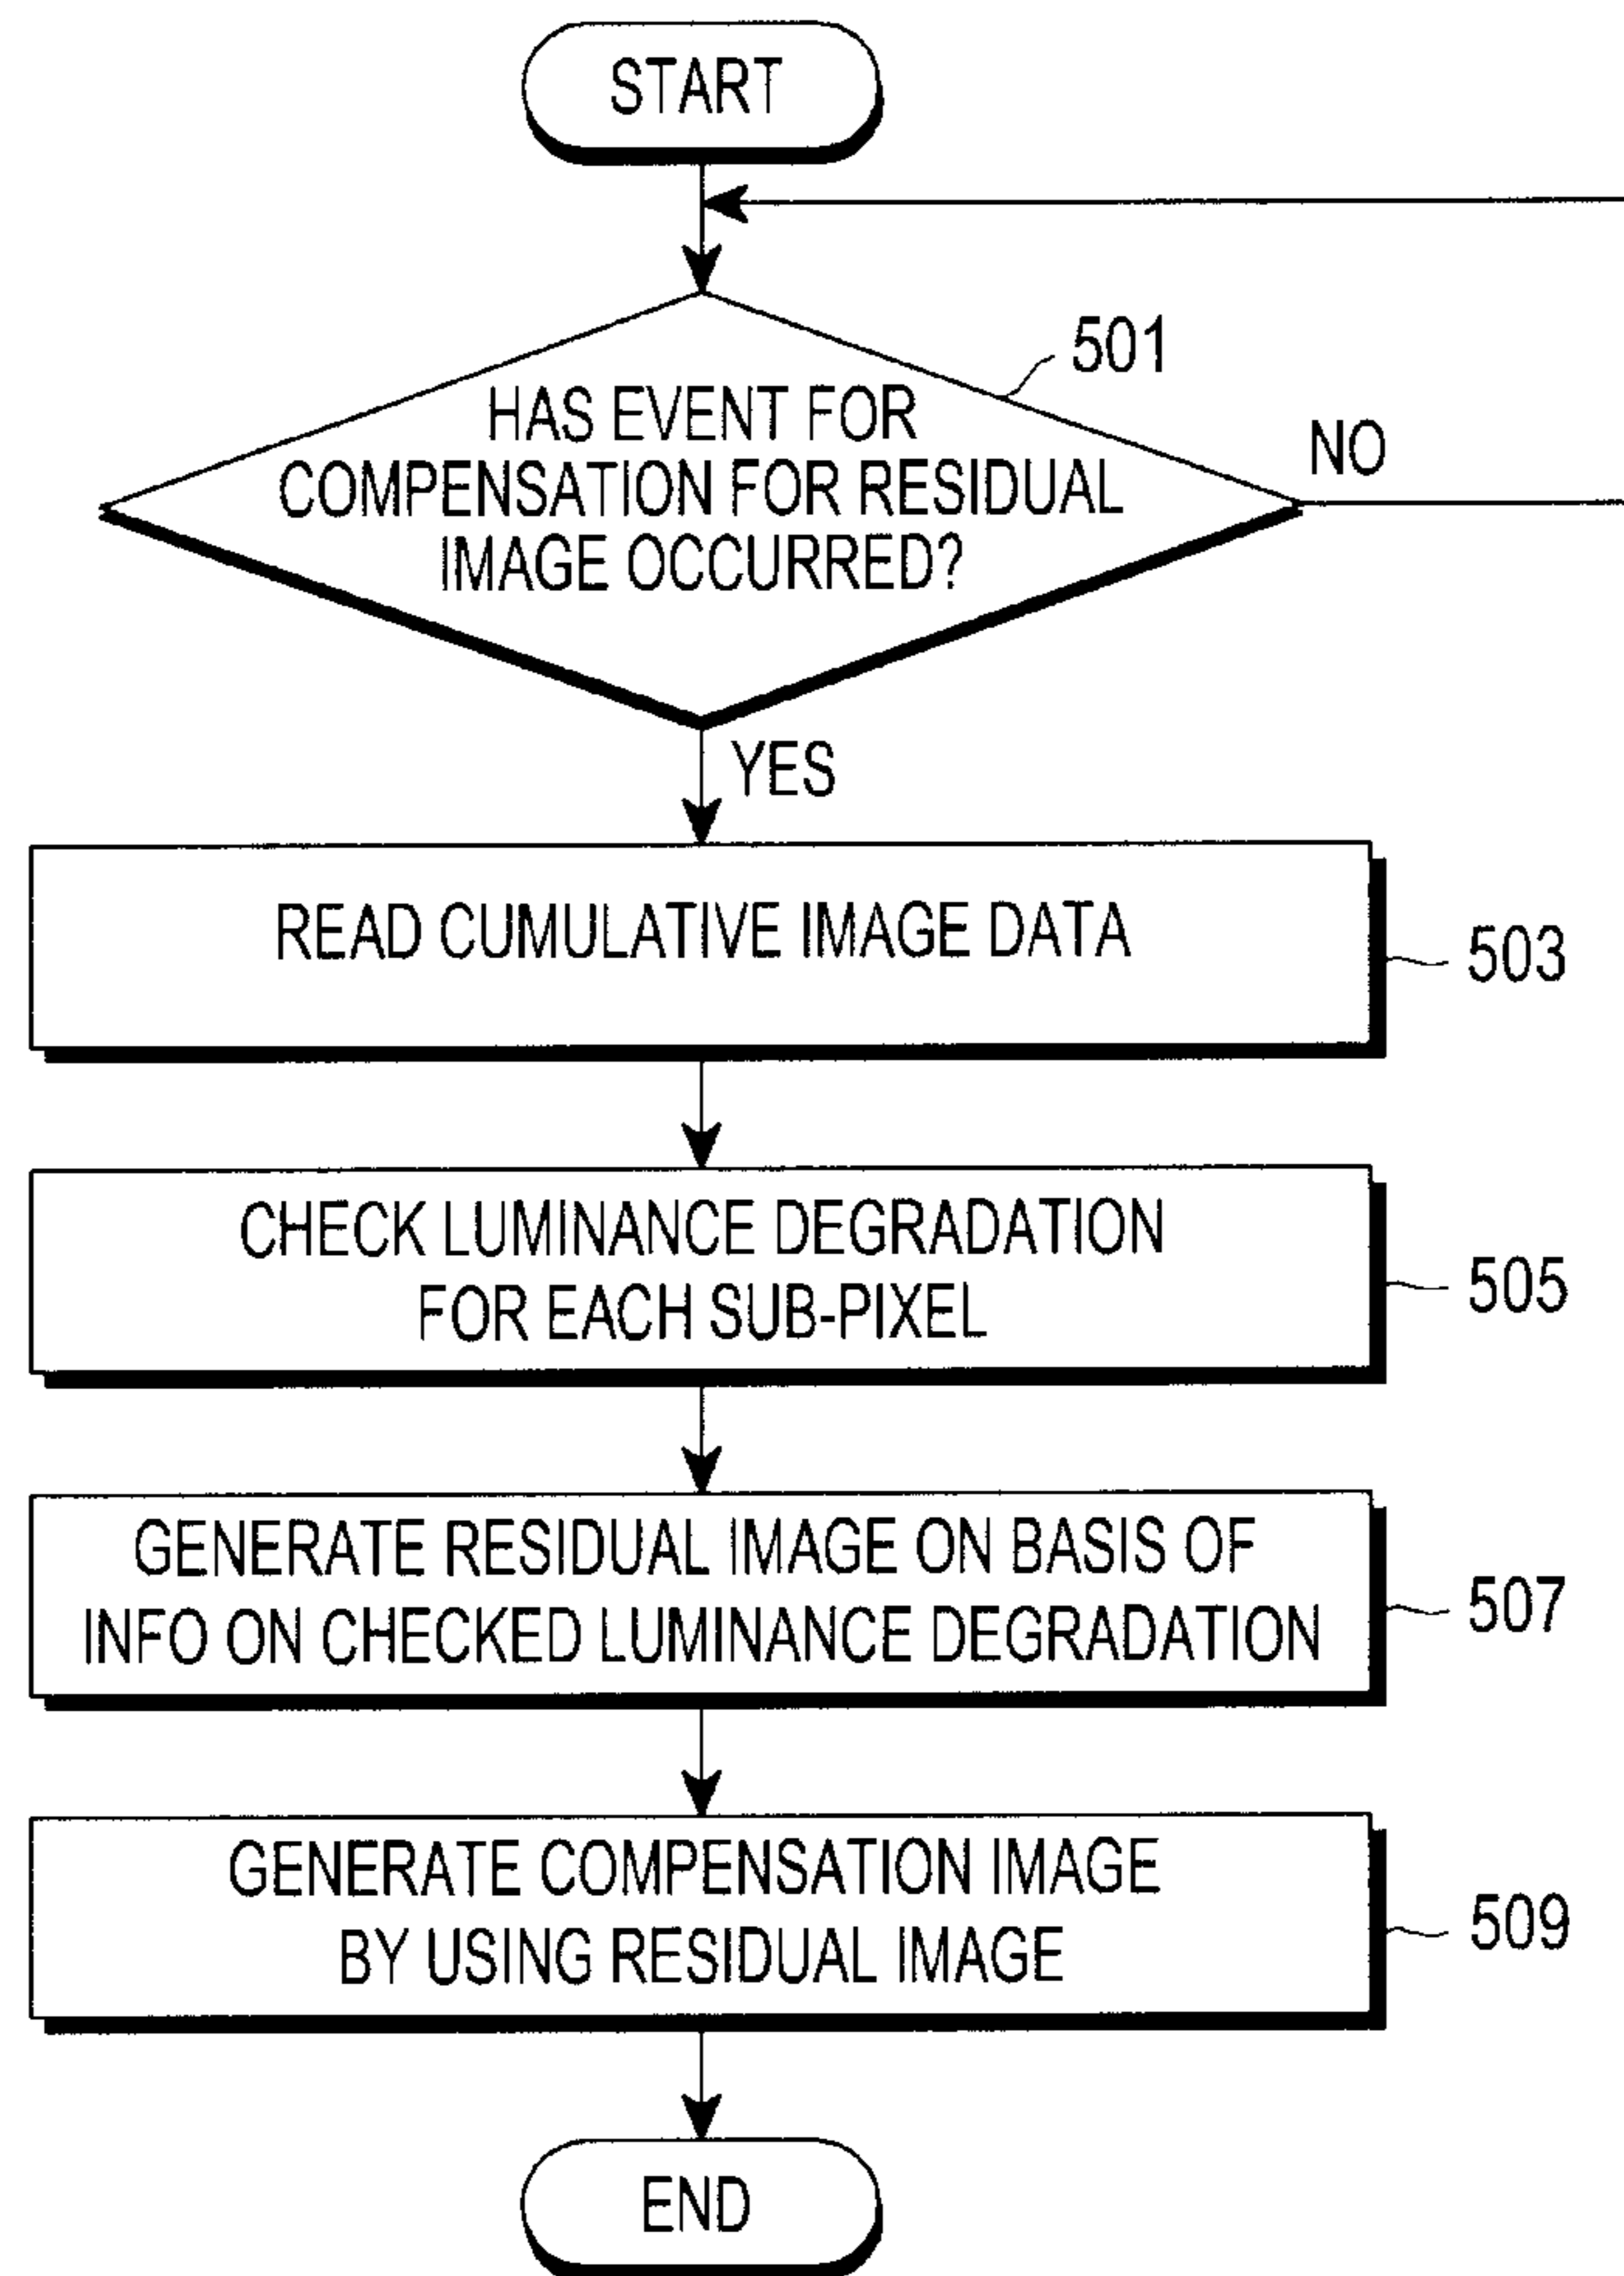 START
501
HAS EVENT FOR
COMPENSATION FOR RESIDUAL
IMAGE OCCURRED?
NO
YES
READ CUMULATIVE IMAGE DATA
503
CHECK LUMINANCE DEGRADATION
FOR EACH SUB-PIXEL
505
GENERATE RESIDUAL IMAGE ON BASIS OF
INFO ON CHECKED LUMINANCE DEGRADATION
507
GENERATE COMPENSATION IMAGE
BY USING RESIDUAL IMAGE
509
END